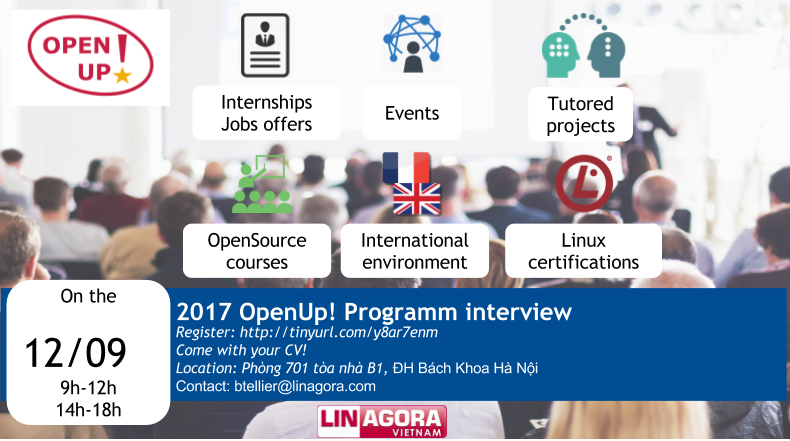 OPEN !
UP
Internships
Jobs offers
Events
Tutored
projects
OpenSource
courses
International
environment
Linux
certifications
On the
12/09
9h-12h
14h-18h
2017 OpenUp! Programm interview
Register: http://tinyurl.com/y8ar7enm
Come with your CV!
Location: Phòng 701 tòa nhà B1, ĐH Bách Khoa Hà Nội
Contact: btellier@linagora.com
LINAGORA
VIETNAM